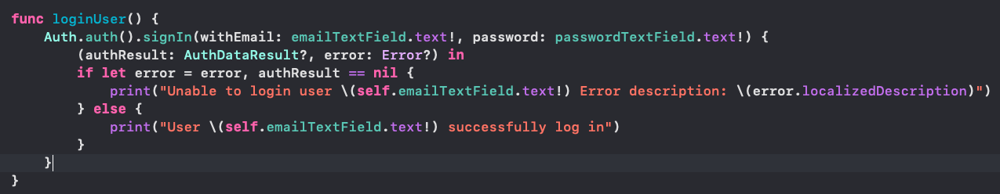 func loginUser() {
    Auth.auth().signIn(withEmail: emailTextField.text!, password: passwordTextField.text!) {
        (authResult: AuthDataResult?, error: Error?) in
        if let error = error, authResult == nil {
            print("Unable to login user \(self.emailTextField.text!) Error description: \(error.localizedDescription)")
        } else {
            print("User \(self.emailTextField.text!) successfully log in")
        }
    }
}